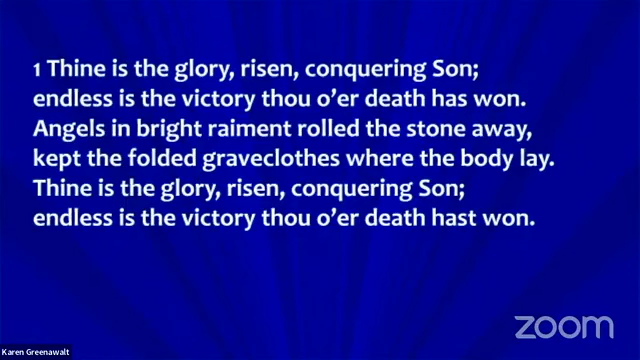 1 Thine is the glory, risen, conquering Son;
endless is the victory thou o'er death has won.
Angels in bright raiment rolled the stone away,
kept the folded graveclothes where the body lay.
Thine is the glory, risen, conquering Son;
endless is the victory thou o'er death hast won.
zoom
Karen Greenawalt